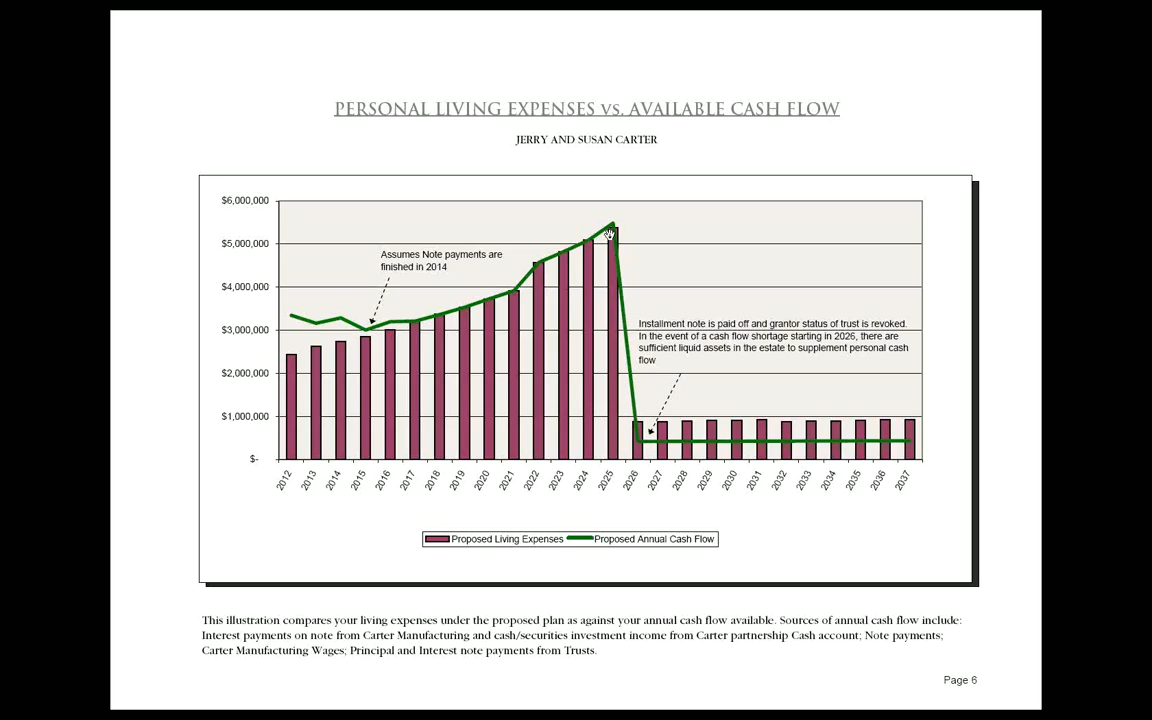 PERSONAL LIVING EXPENSES VS. AVAILABLE CASH FLOW
JERRY AND SUSAN CARTER
$6,000,000
$5,000,000
$4,000,000
$3,000,000
$2,000,000
$1,000,000
$-
Assumes Note payments are
finished in 2014
Installment note is paid off and grantor status of trust is revoked.
In the event of a cash flow shortage starting in 2026, there are
sufficient liquid assets in the estate to supplement personal cash
flow
2012 2013 2014 2015 2016 2017 2018 2019 2020 2021 2022 2023 2024 2025 2026 2027 2028 2029 2030 2031 2032 2033 2034 2035 2036 2037
Proposed Living Expenses Proposed Annual Cash Flow
This illustration compares your living expenses under the proposed plan as against your annual cash flow available. Sources of annual cash flow include:
Interest payments on note from Carter Manufacturing and cash/securities investment income from Carter partnership Cash account; Note payments;
Carter Manufacturing Wages; Principal and Interest note payments from Trusts.
Page 6